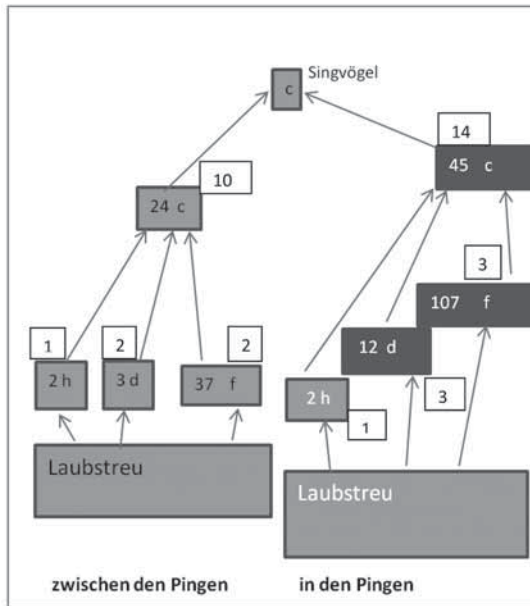 Singvögel
c
14
45 c
10
24 c
3
107 f
1
2
2
12 d
2 h
3 d
37 f
2 h
3
1
Laubstreu
Laubstreu
zwischen den Pingen
in den Pingen